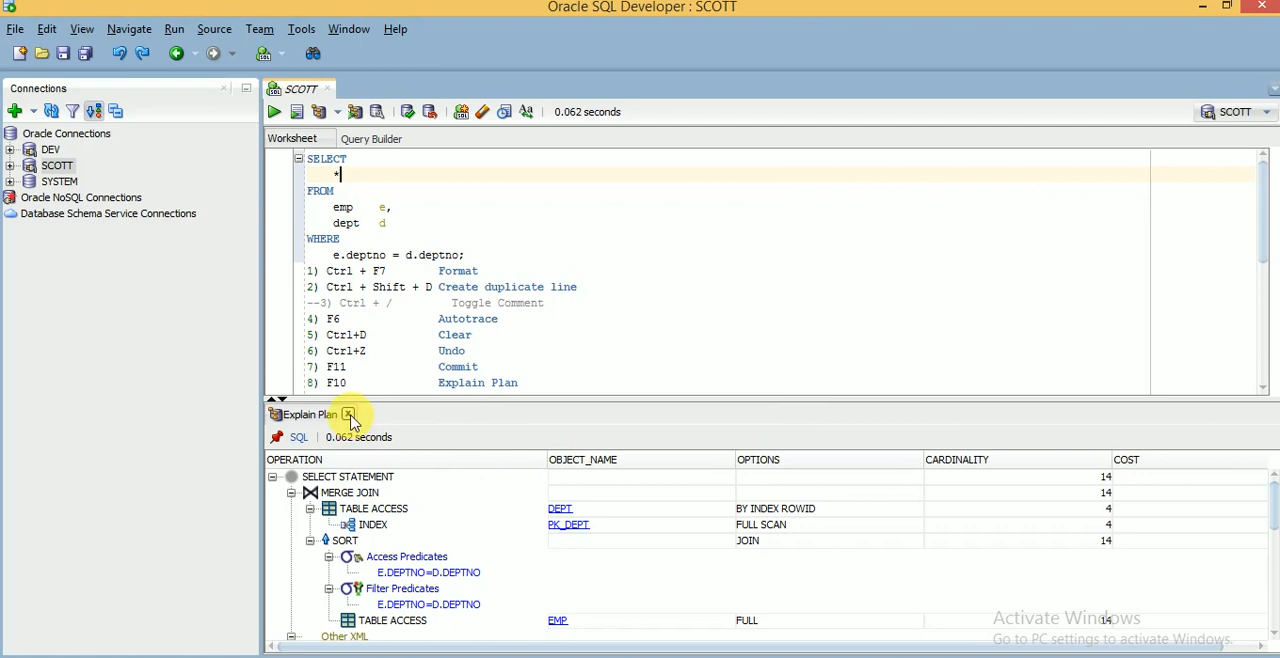 Oracle SQL Developer : SCOTT
File Edit View Navigate Run Source Team Tools Window Help
Connections
SCOTT
0.062 seconds
SCOTT
Worksheet Query Builder
Oracle Connections
DEV
SCOTT
SYSTEM
Oracle NoSQL Connections
Database Schema Service Connections
SELECT
*
FROM
emp e,
dept d
WHERE
e.deptno = d.deptno;
1) Ctrl + F7 Format
2) Ctrl + Shift + D Create duplicate line
--3) Ctrl + / Toggle Comment
4) F6 Autotrace
5) Ctrl+D Clear
6) Ctrl+Z Undo
7) F11 Commit
8) F10 Explain Plan
Explain Plan
SQL | 0.062 seconds
OPERATION OBJECT_NAME OPTIONS CARDINALITY COST
SELECT STATEMENT 14
MERGE JOIN 14
TABLE ACCESS DEPT BY INDEX ROWID 4
INDEX PK_DEPT FULL SCAN 4
SORT JOIN 14
Access Predicates
E.DEPTNO=D.DEPTNO
Filter Predicates
E.DEPTNO=D.DEPTNO
TABLE ACCESS EMP FULL 14
Other XML
Activate Windows
Go to PC settings to activate Windows.